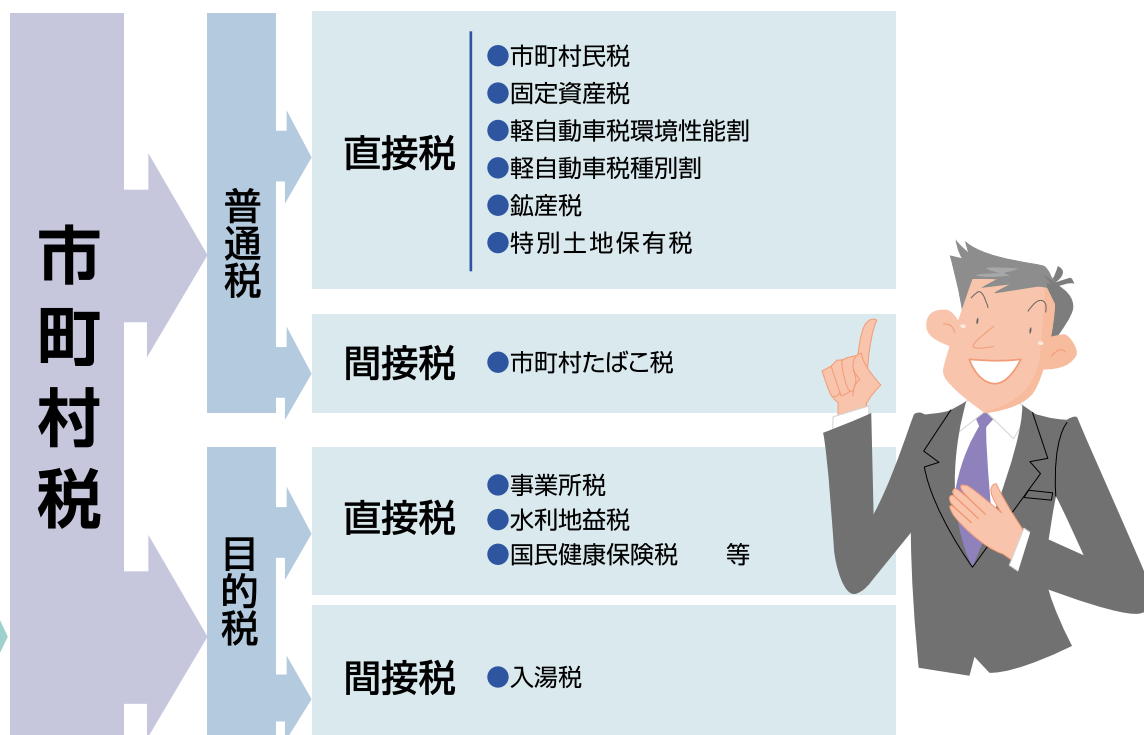 市町村税
普通税
直接税
●市町村民税
●固定資産税
●軽自動車税環境性能割
●軽自動車税種別割
●鉱産税
●特別土地保有税
間接税
●市町村たばこ税
目的税
直接税
●事業所税
●水利地益税
●国民健康保険税　　等
間接税
●入湯税